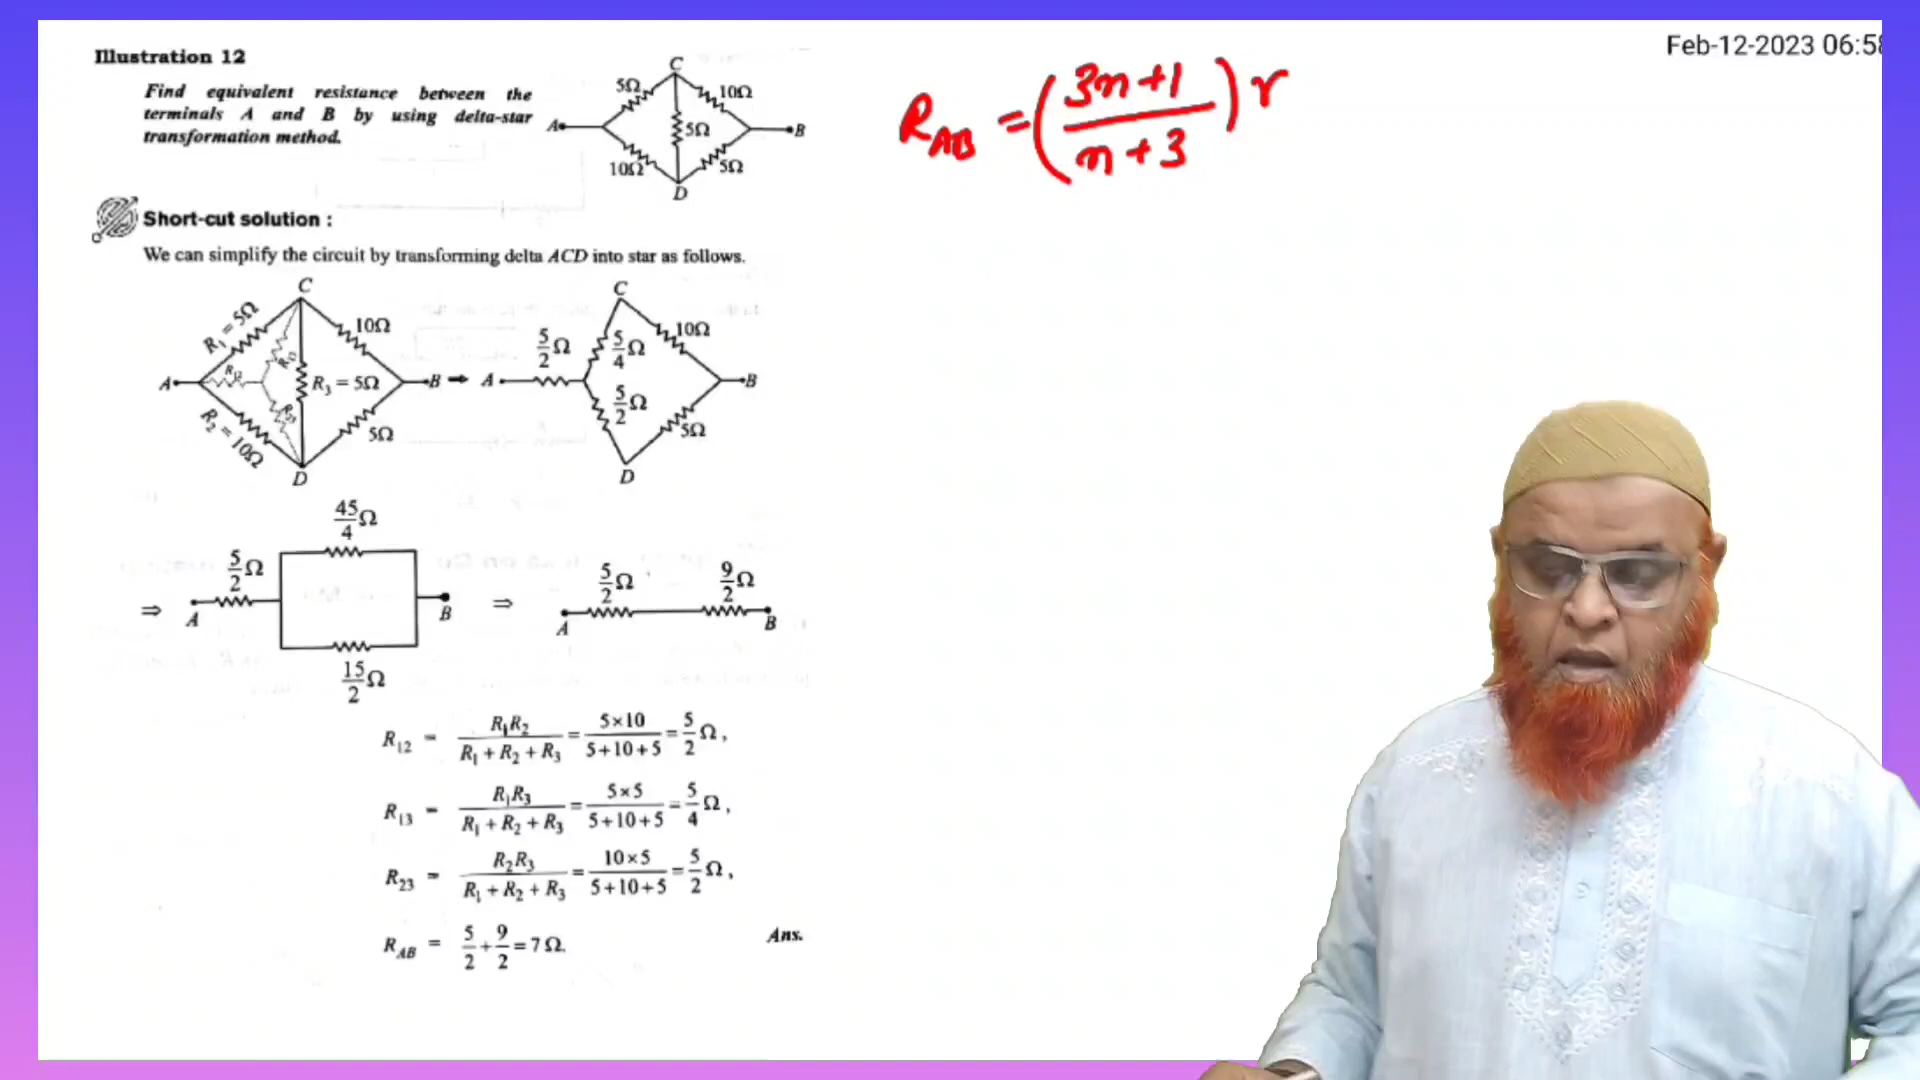 Feb-12-2023 06:58
Illustration 12
Find equivalent resistance between the
terminals A and B by using delta-star
transformation method.
C
5Ω
10Ω
A
5Ω
B
10Ω
5Ω
D
R_AB = ((3n+1)/(n+3)) r
Short-cut solution :
We can simplify the circuit by transforming delta ACD into star as follows.
C
R₁ = 5Ω
10Ω
A
R₁₂
R₁₃
R₃ = 5Ω
B
R₂₃
R₂ = 10Ω
5Ω
D
⇒
C
10Ω
5/2 Ω
5/4 Ω
A
B
5/2 Ω
5Ω
D
45/4 Ω
5/2 Ω
⇒
A
B
15/2 Ω
⇒
5/2 Ω
9/2 Ω
A
B
R₁₂ = R₁R₂/(R₁ + R₂ + R₃) = 5×10/(5+10+5) = 5/2 Ω,
R₁₃ = R₁R₃/(R₁ + R₂ + R₃) = 5×5/(5+10+5) = 5/4 Ω,
R₂₃ = R₂R₃/(R₁ + R₂ + R₃) = 10×5/(5+10+5) = 5/2 Ω,
R_AB = 5/2 + 9/2 = 7 Ω.
Ans.